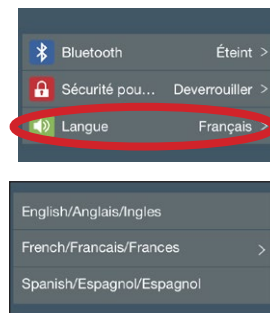 Bluetooth Éteint >
Sécurité pou... Deverrouiller >
Langue Français >
English/Anglais/Ingles
French/Francais/Frances >
Spanish/Espagnol/Espagnol